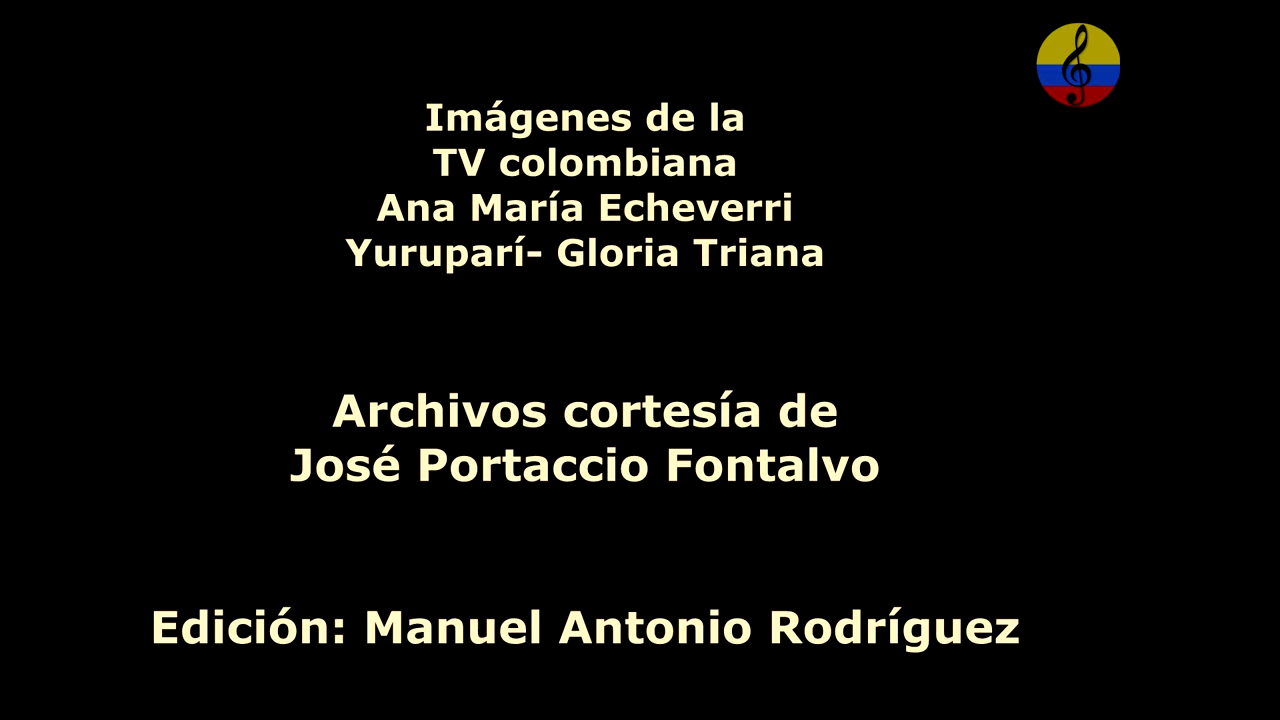 Imágenes de la
TV colombiana
Ana María Echeverri
Yuruparí- Gloria Triana
Archivos cortesía de
José Portaccio Fontalvo
Edición: Manuel Antonio Rodríguez